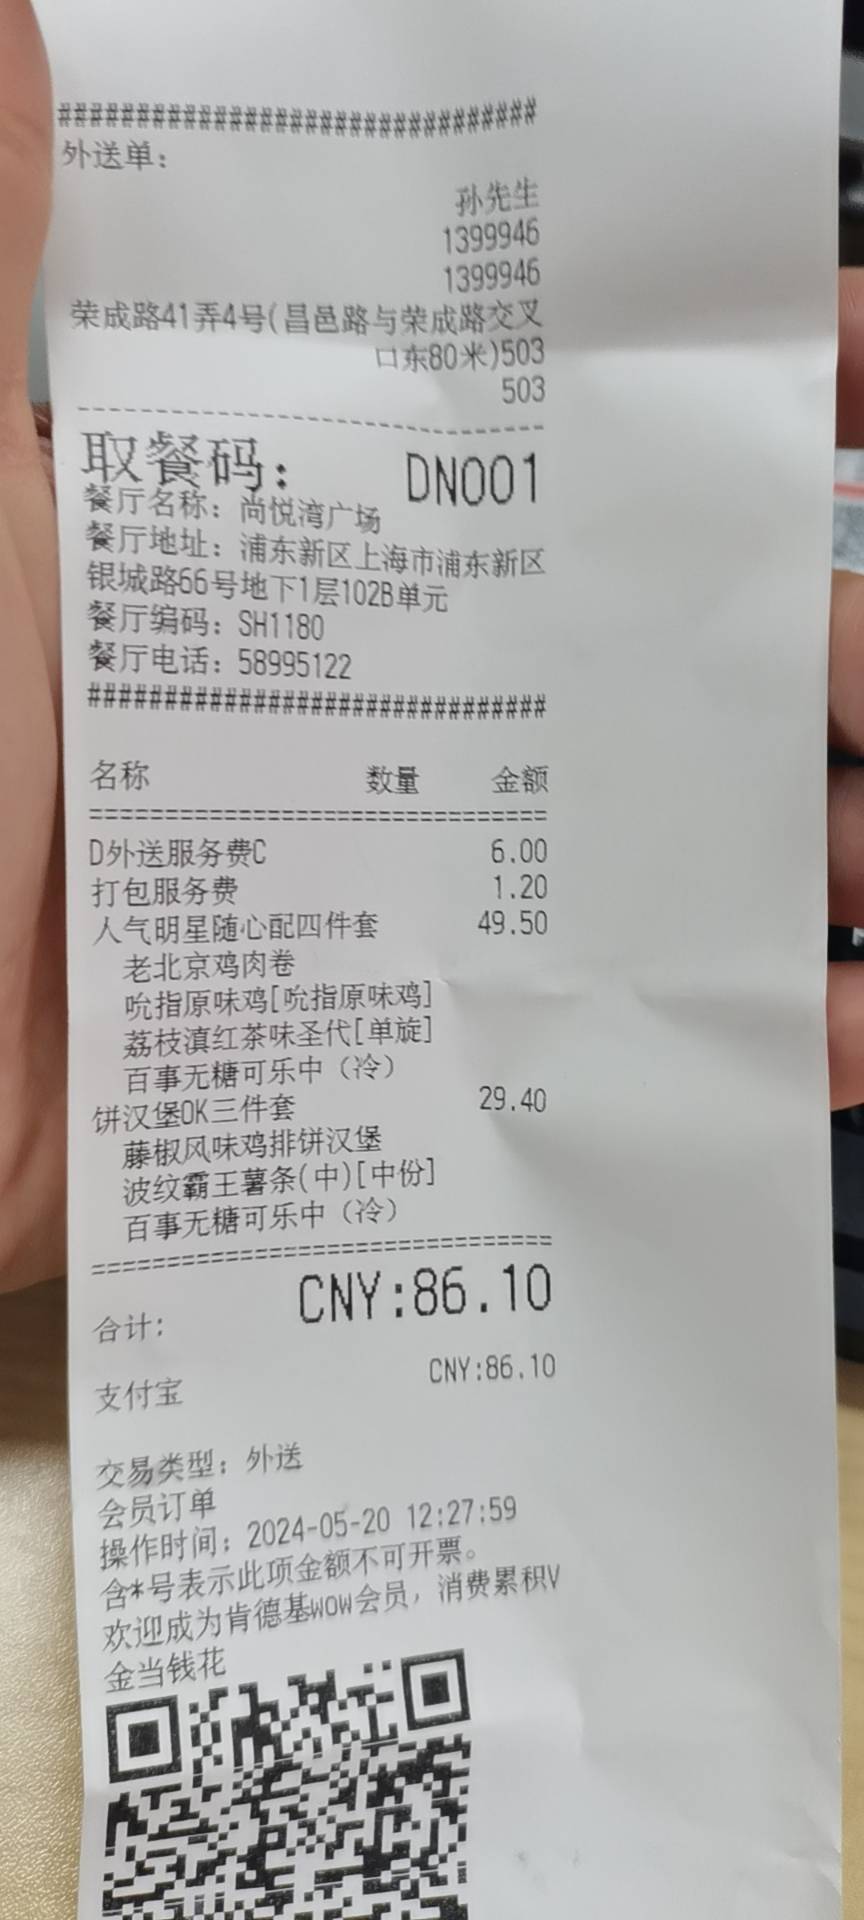 ###############################
外送单：
孙先生
1399946
1399946
荣成路41弄4号(昌邑路与荣成路交叉
口东80米)503
503
--------------------------------
取餐码： DN001
餐厅名称：尚悦湾广场
餐厅地址：浦东新区上海市浦东新区
银城路66号地下1层102B单元
餐厅编码：SH1180
餐厅电话：58995122
###############################
名称 数量 金额
================================
D外送服务费C 6.00
打包服务费 1.20
人气明星随心配四件套 49.50
老北京鸡肉卷
吮指原味鸡[吮指原味鸡]
荔枝滇红茶味圣代[单旋]
百事无糖可乐中（冷）
饼汉堡OK三件套 29.40
藤椒风味鸡排饼汉堡
波纹霸王薯条(中)[中份]
百事无糖可乐中（冷）
================================
合计： CNY:86.10
支付宝 CNY:86.10
交易类型：外送
会员订单
操作时间：2024-05-20 12:27:59
含*号表示此项金额不可开票。
欢迎成为肯德基WOW会员，消费累积V
金当钱花